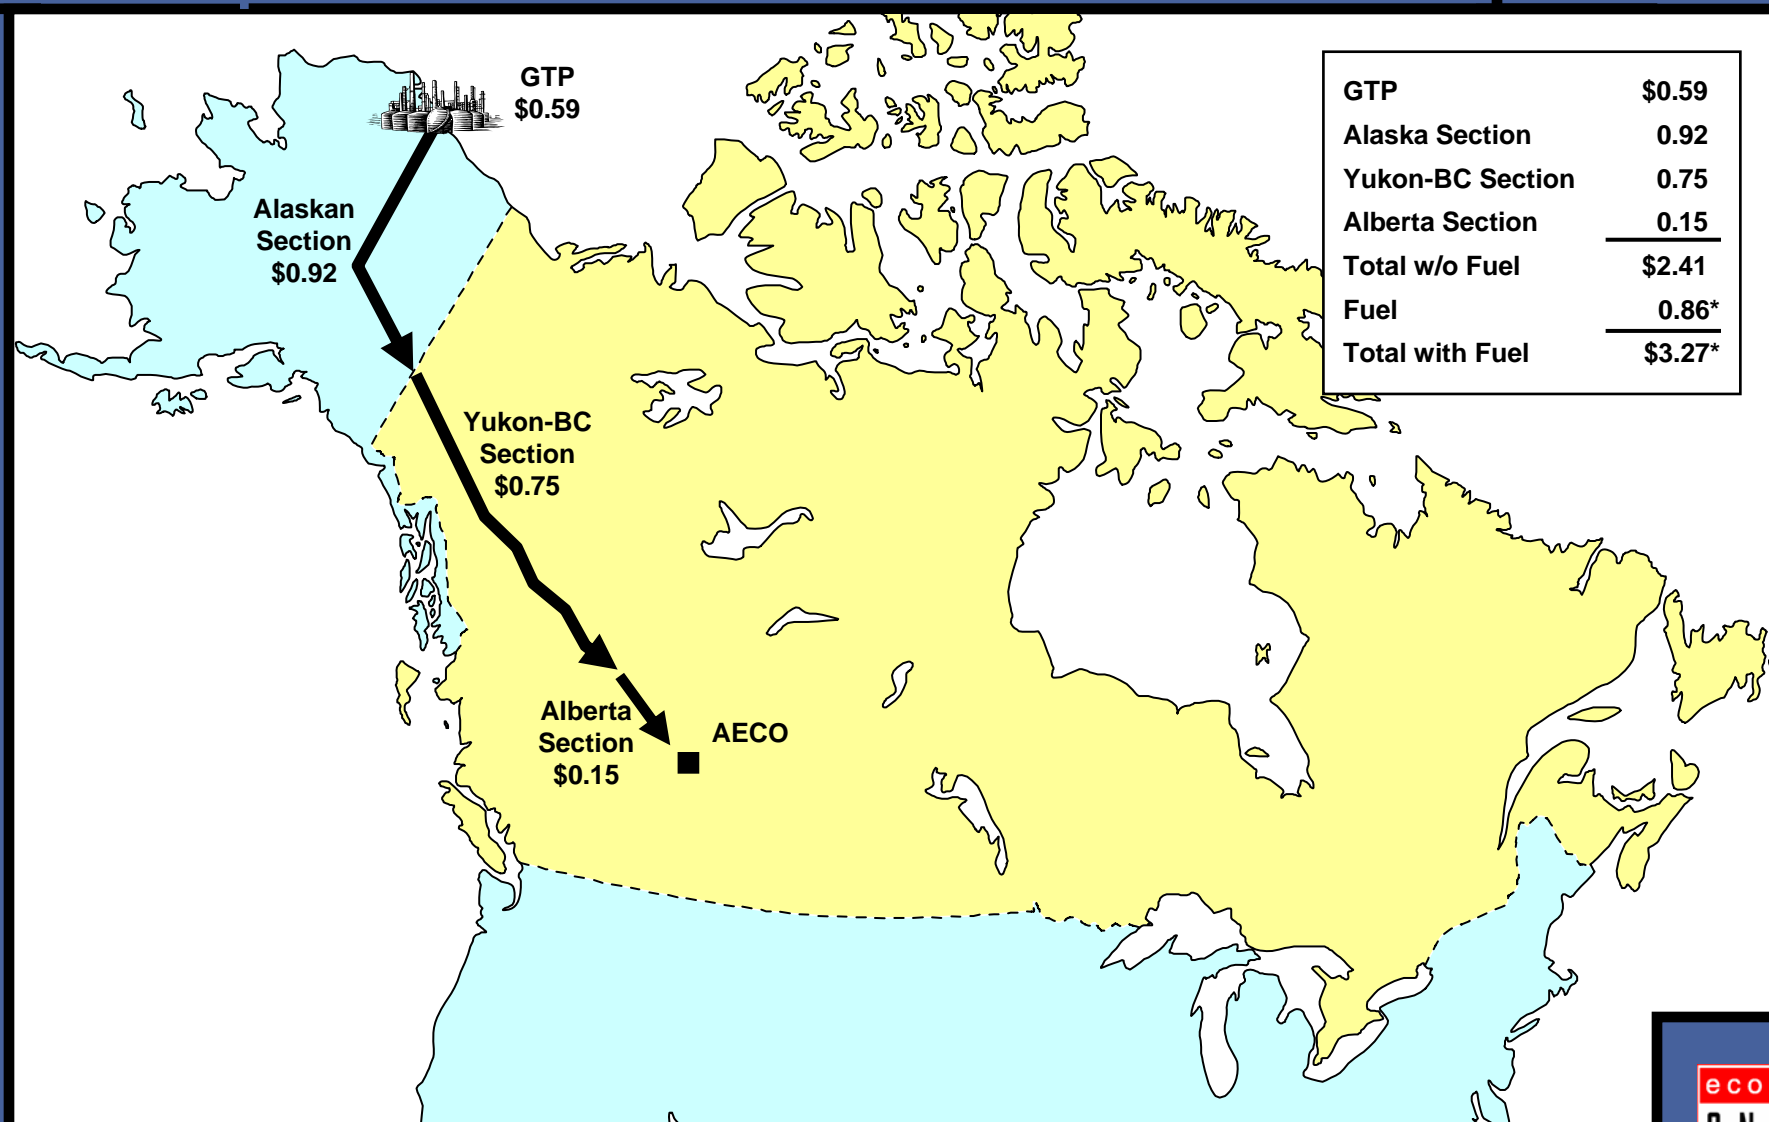 GTP
$0.59
Alaskan
Section
$0.92
Yukon-BC
Section
$0.75
Alberta
Section
$0.15
AECO
GTP $0.59
Alaska Section 0.92
Yukon-BC Section 0.75
Alberta Section 0.15
Total w/o Fuel $2.41
Fuel 0.86*
Total with Fuel $3.27*
eco